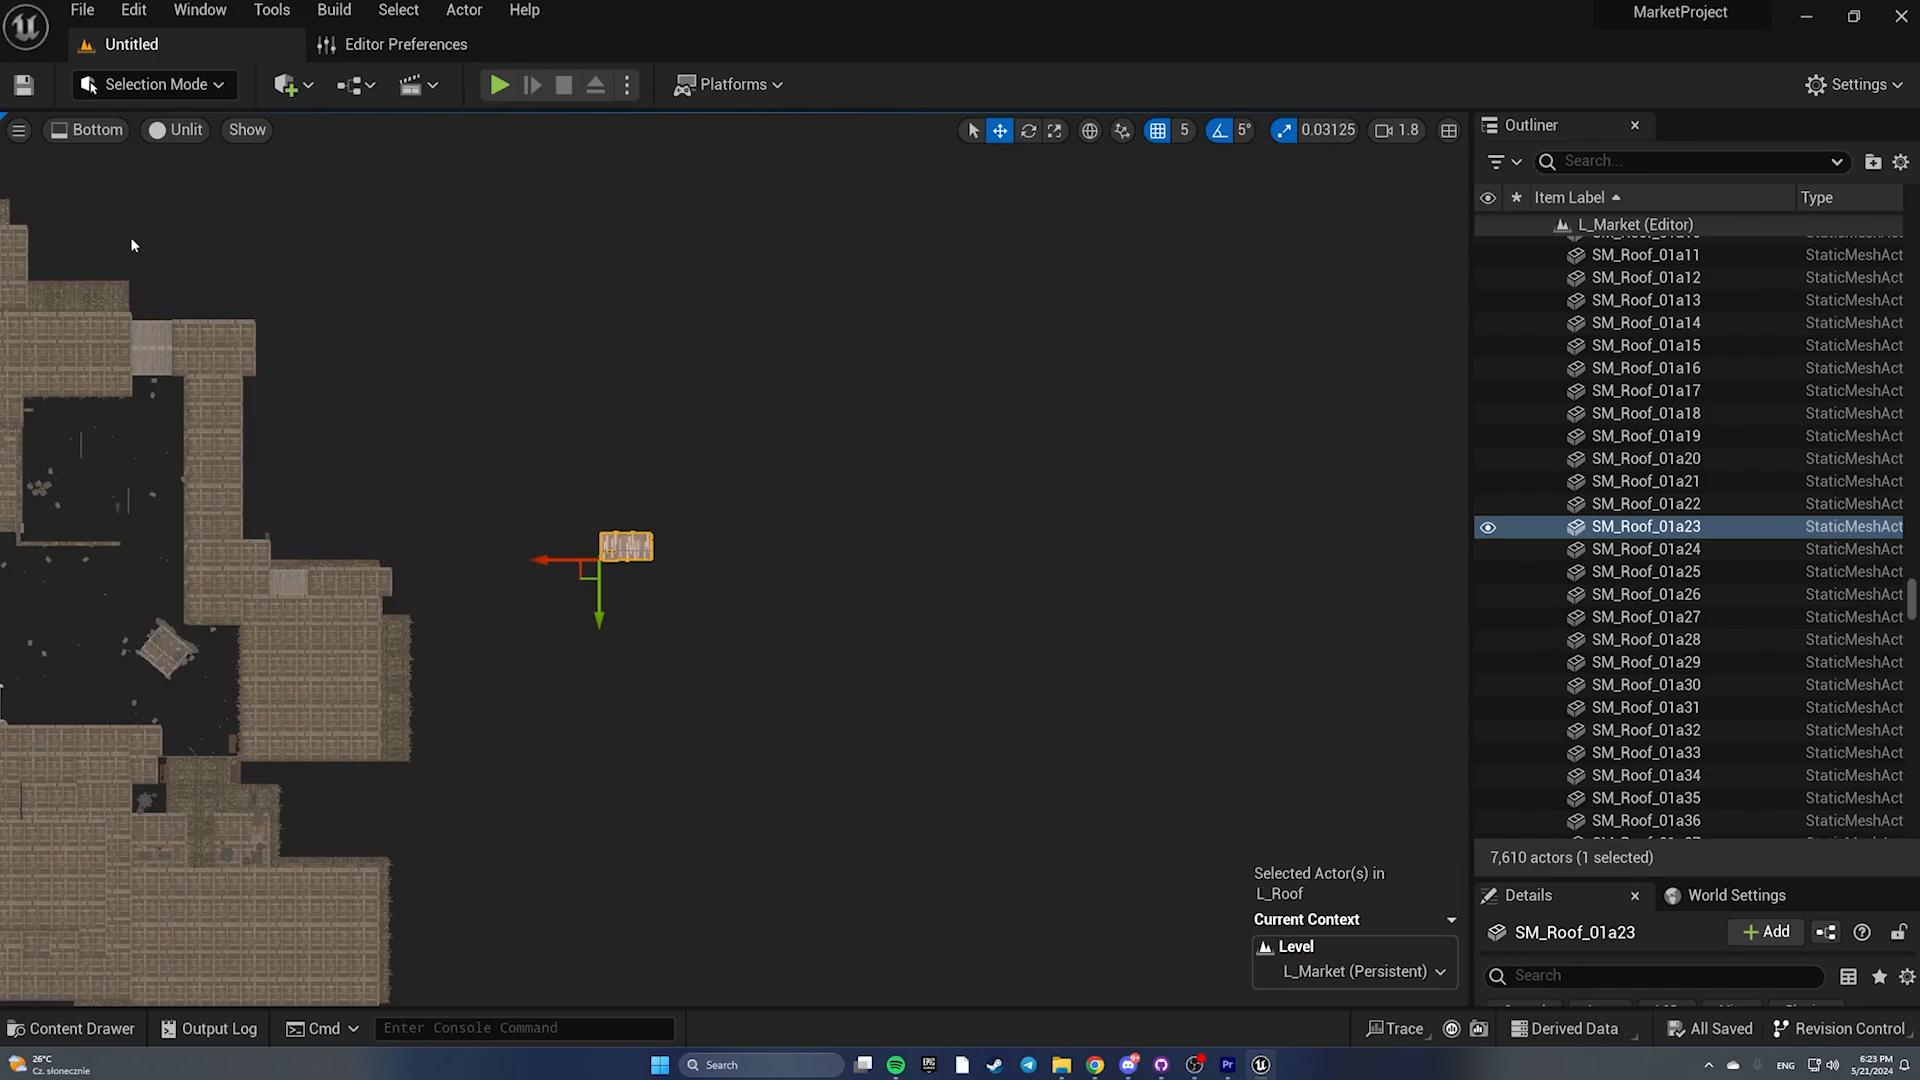 File Edit Window Tools Build Select Actor Help
MarketProject
Untitled
Editor Preferences
Selection Mode
Platforms
Settings
Bottom
Unlit
Show
5
5°
0.03125
1.8
Outliner
Search...
Item Label
Type
L_Market (Editor)
SM_Roof_01a11 StaticMeshAct
SM_Roof_01a12 StaticMeshAct
SM_Roof_01a13 StaticMeshAct
SM_Roof_01a14 StaticMeshAct
SM_Roof_01a15 StaticMeshAct
SM_Roof_01a16 StaticMeshAct
SM_Roof_01a17 StaticMeshAct
SM_Roof_01a18 StaticMeshAct
SM_Roof_01a19 StaticMeshAct
SM_Roof_01a20 StaticMeshAct
SM_Roof_01a21 StaticMeshAct
SM_Roof_01a22 StaticMeshAct
SM_Roof_01a23 StaticMeshAct
SM_Roof_01a24 StaticMeshAct
SM_Roof_01a25 StaticMeshAct
SM_Roof_01a26 StaticMeshAct
SM_Roof_01a27 StaticMeshAct
SM_Roof_01a28 StaticMeshAct
SM_Roof_01a29 StaticMeshAct
SM_Roof_01a30 StaticMeshAct
SM_Roof_01a31 StaticMeshAct
SM_Roof_01a32 StaticMeshAct
SM_Roof_01a33 StaticMeshAct
SM_Roof_01a34 StaticMeshAct
SM_Roof_01a35 StaticMeshAct
SM_Roof_01a36 StaticMeshAct
7,610 actors (1 selected)
Details
World Settings
SM_Roof_01a23
Add
Search
Selected Actor(s) in
L_Roof
Current Context
Level
L_Market (Persistent)
Content Drawer
Output Log
Cmd
Enter Console Command
Trace
Derived Data
All Saved
Revision Control
26°C
Cz. słonecznie
Search
EPIC
Pr
ENG
6:23 PM
5/21/2024